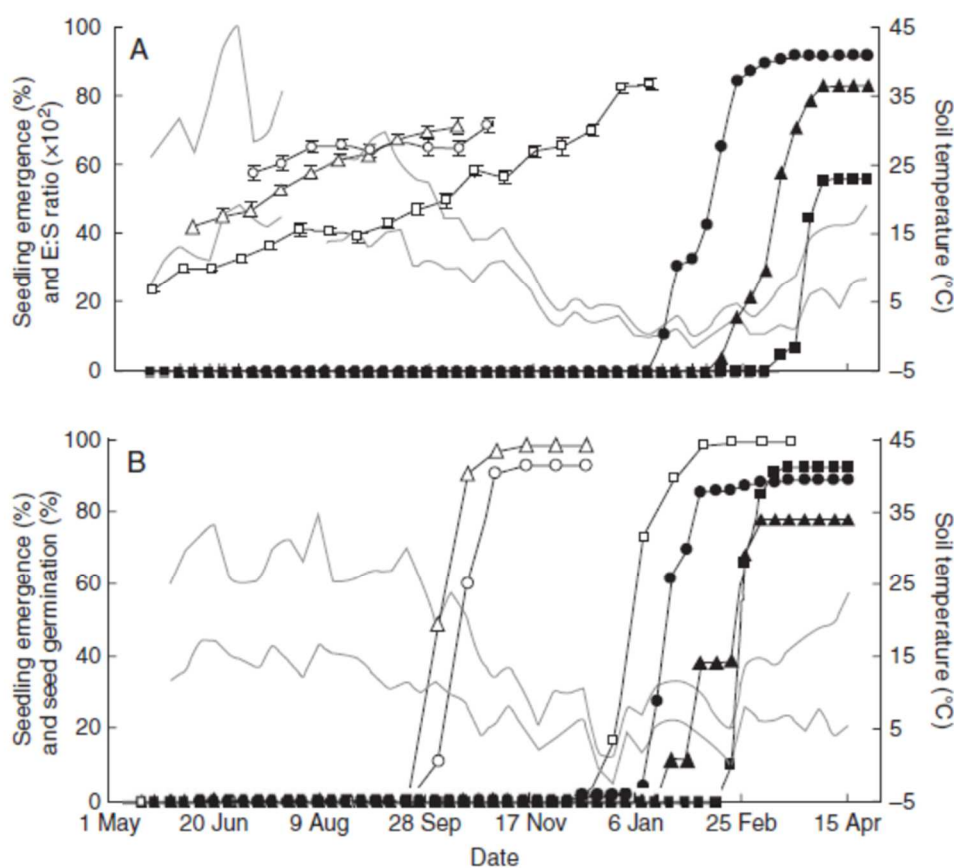 A
100
80
60
40
20
0
Seedling emergence (%)
and E:S ratio (×10²)
45
35
25
15
5
–5
Soil temperature (°C)
B
100
80
60
40
20
0
Seedling emergence (%)
and seed germination (%)
45
35
25
15
5
–5
Soil temperature (°C)
1 May 20 Jun 9 Aug 28 Sep 17 Nov 6 Jan 25 Feb 15 Apr
Date